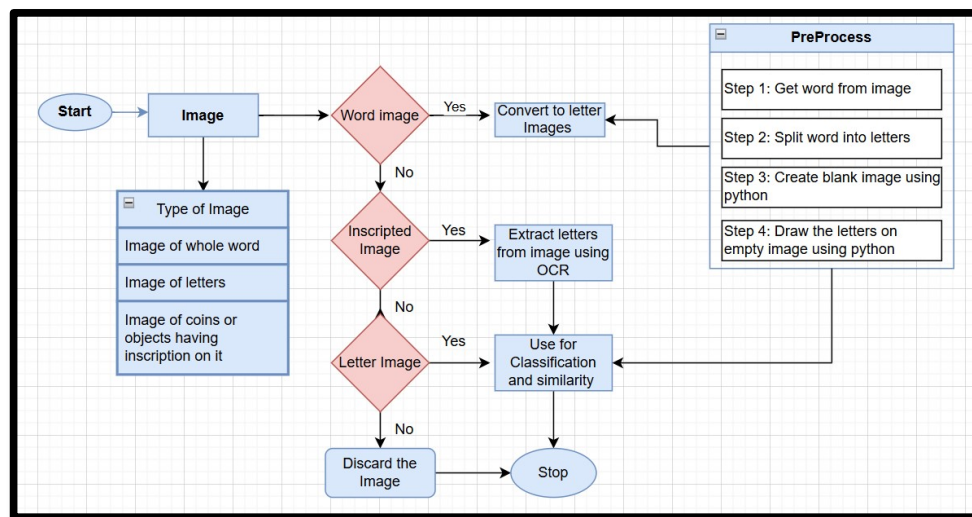 Start
Image
Word image
Yes
Convert to letter
Images
No
Type of Image
Image of whole word
Image of letters
Image of coins or
objects having
inscription on it
Inscripted
Image
Yes
Extract letters
from image using
OCR
No
Letter Image
Yes
Use for
Classification
and similarity
No
Discard the
Image
Stop
PreProcess
Step 1: Get word from image
Step 2: Split word into letters
Step 3: Create blank image using
python
Step 4: Draw the letters on
empty image using python